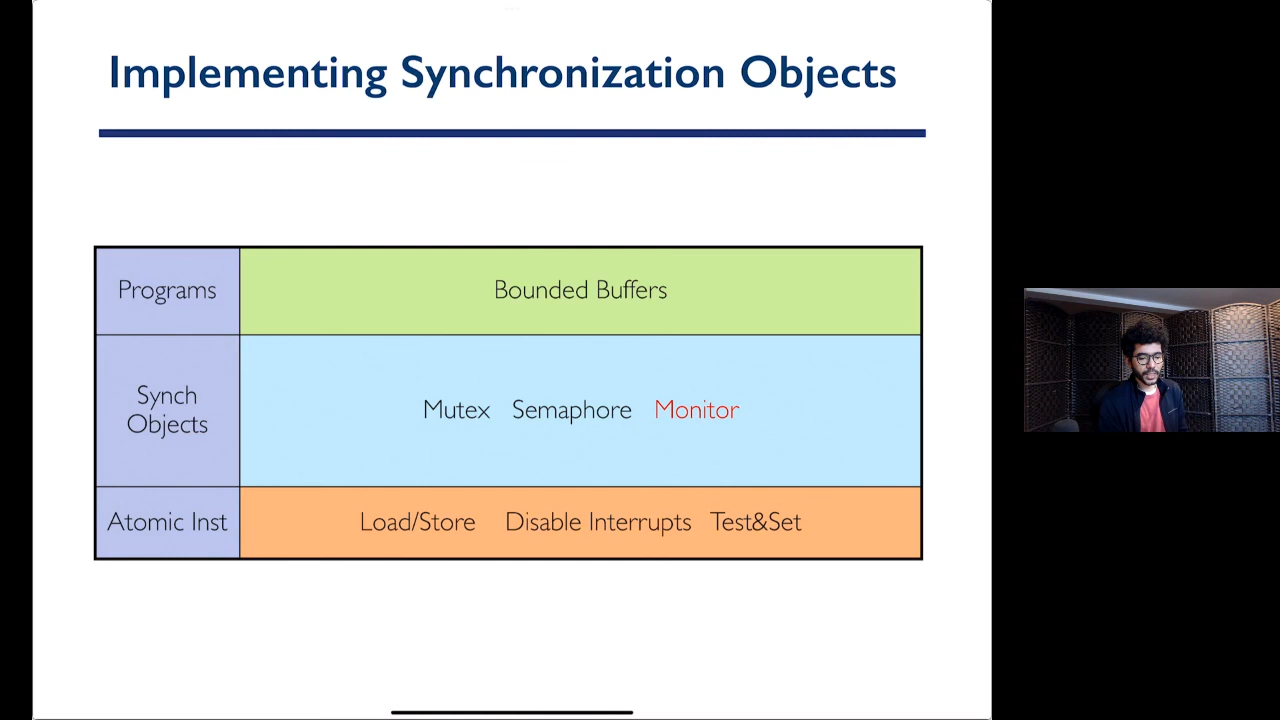 Implementing Synchronization Objects
Programs
Bounded Buffers
Synch
Objects
Mutex Semaphore Monitor
Atomic Inst
Load/Store Disable Interrupts Test&Set